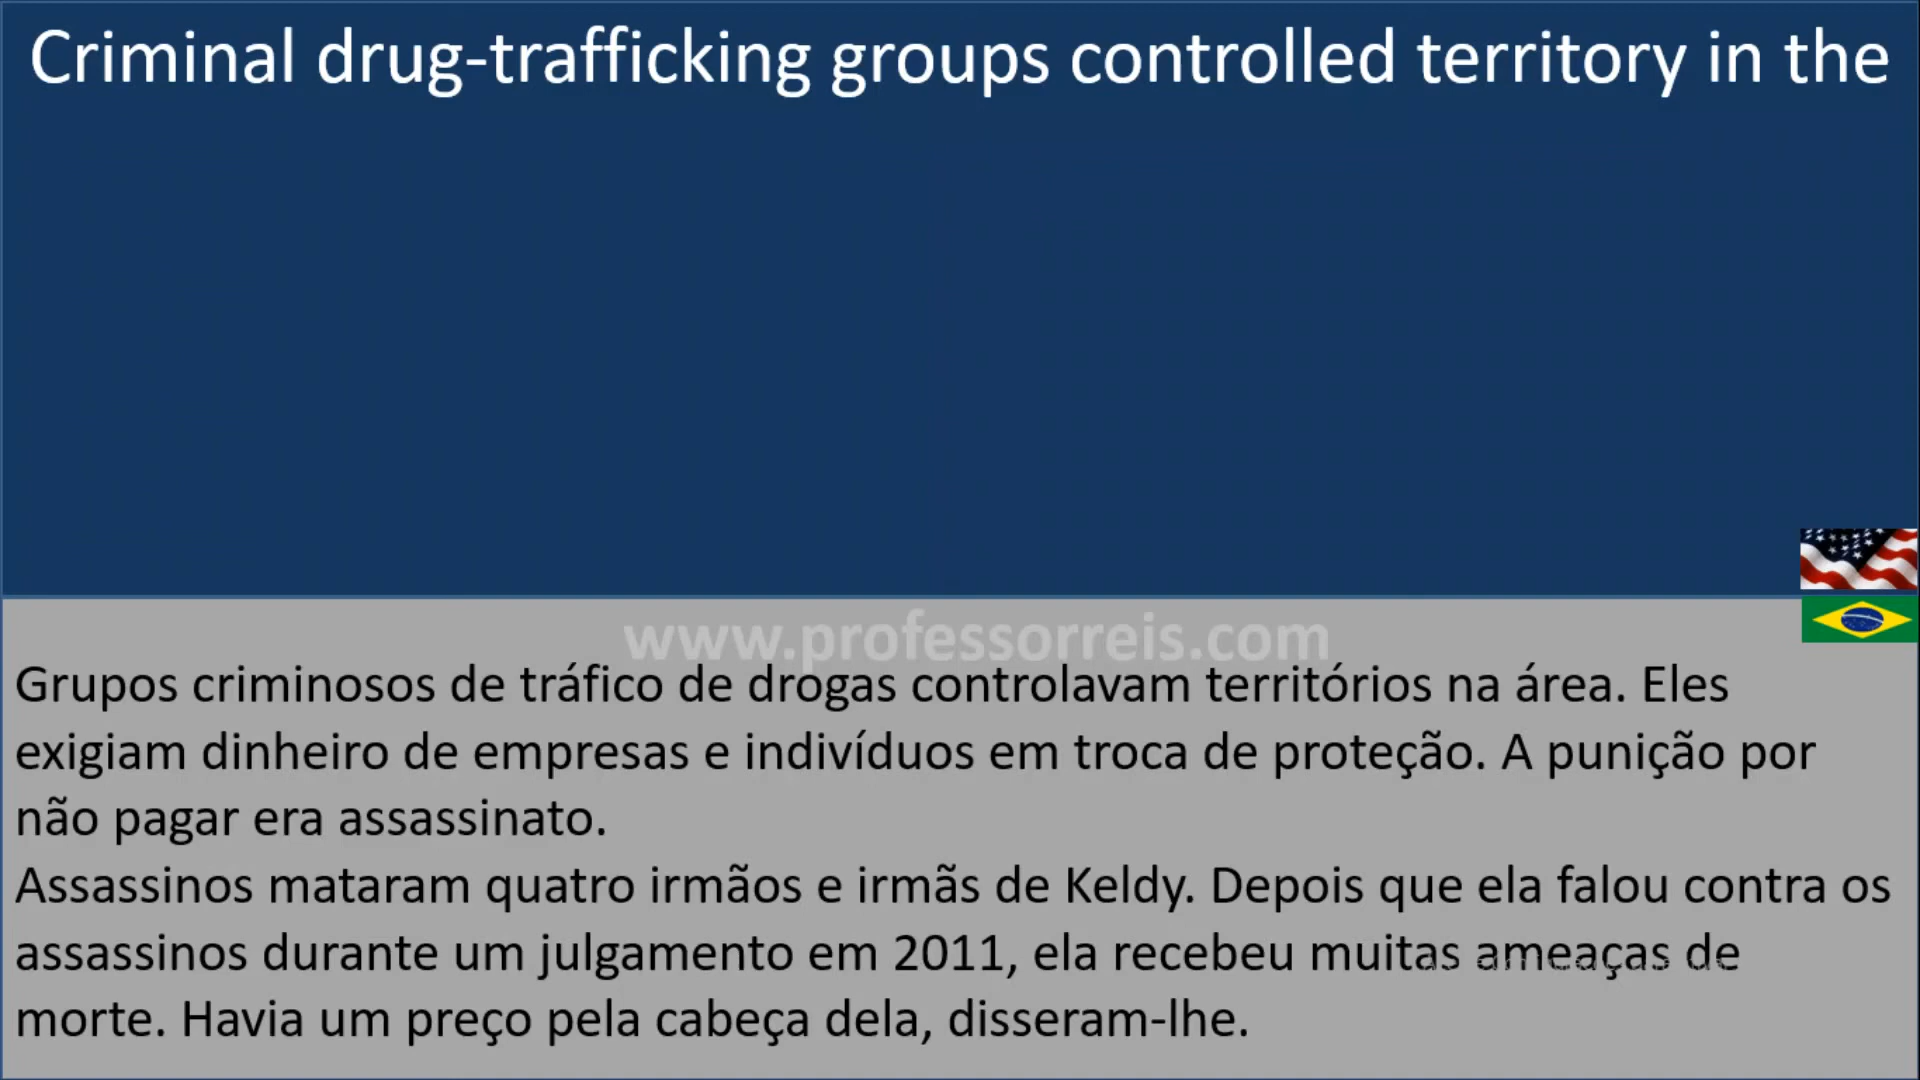 Criminal drug-trafficking groups controlled territory in the
www.professorreis.com
Grupos criminosos de tráfico de drogas controlavam territórios na área. Eles
exigiam dinheiro de empresas e indivíduos em troca de proteção. A punição por
não pagar era assassinato.
Assassinos mataram quatro irmãos e irmãs de Keldy. Depois que ela falou contra os
assassinos durante um julgamento em 2011, ela recebeu muitas ameaças de
morte. Havia um preço pela cabeça dela, disseram-lhe.